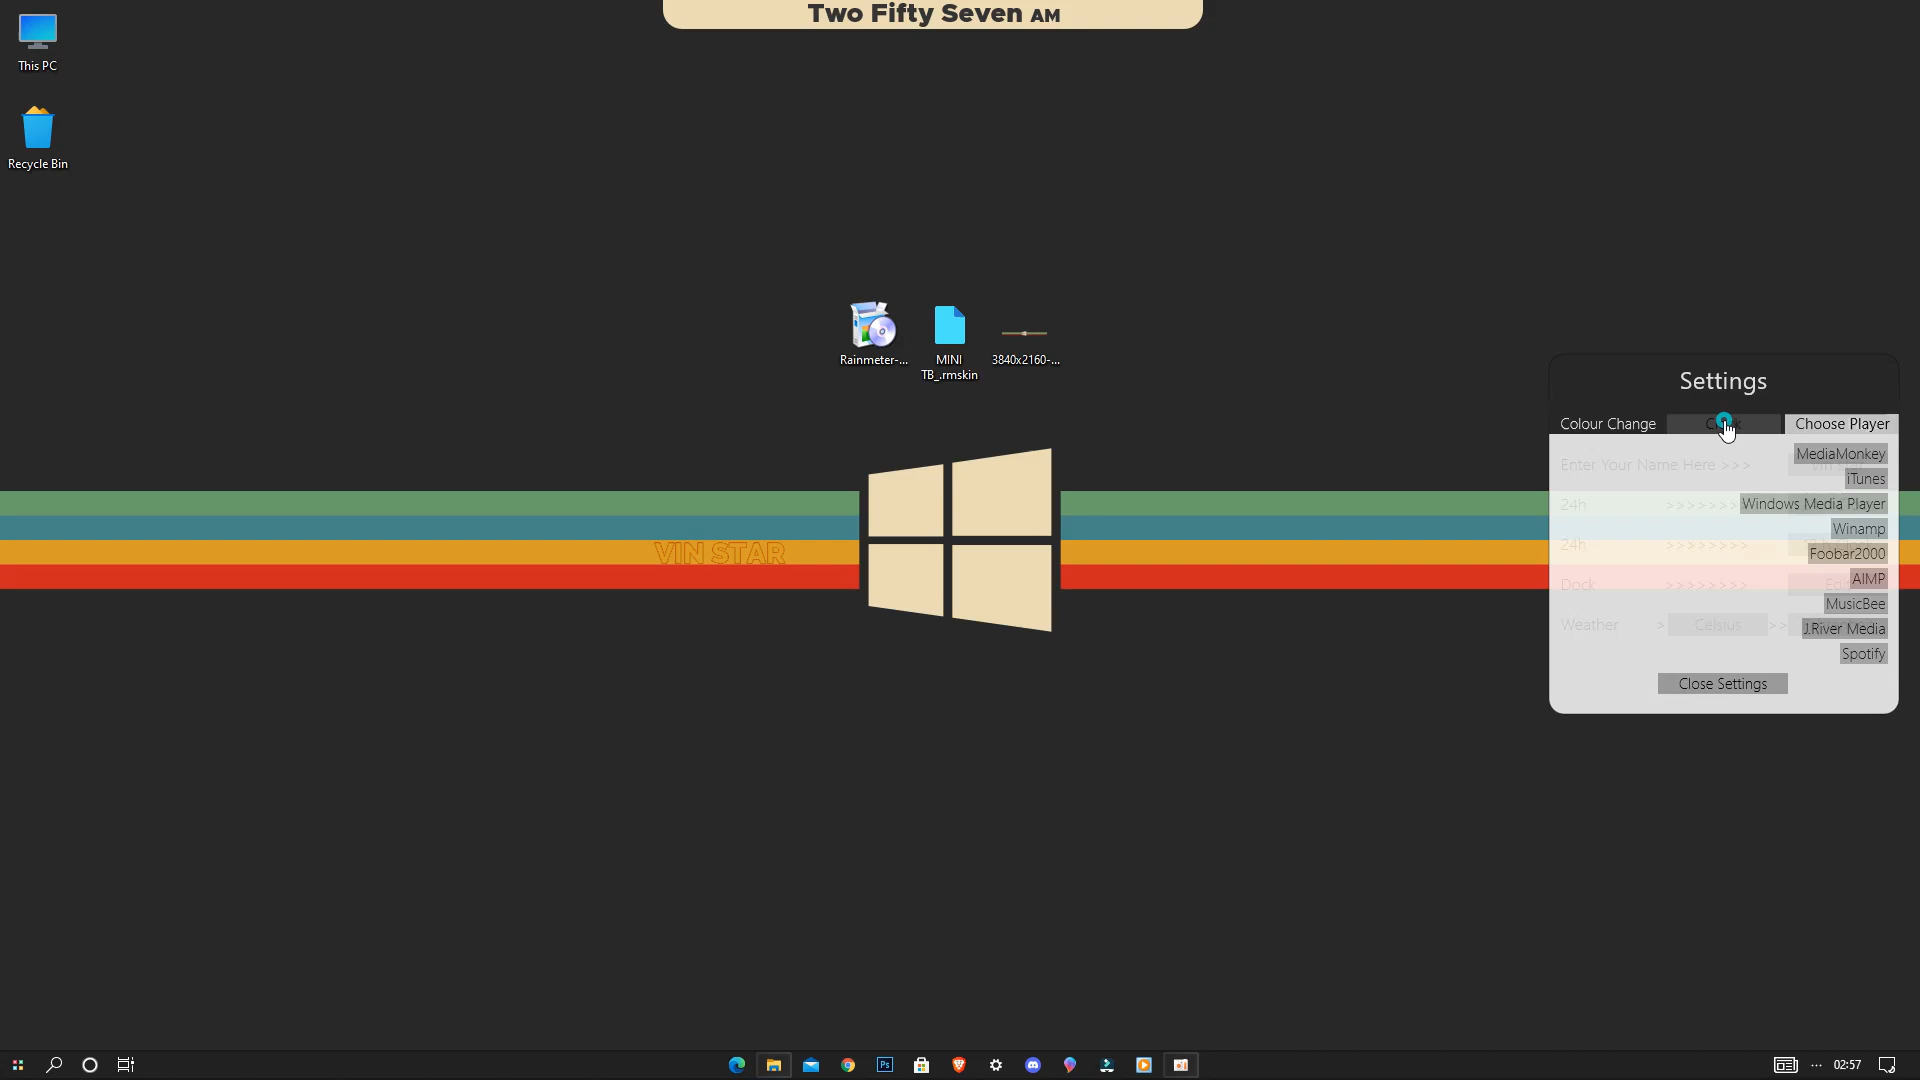 Two Fifty Seven AM
This PC
Recycle Bin
Rainmeter-...
MINI
TB_.rmskin
3840x2160-...
VIN STAR
Settings
Colour Change
Choose Player
Enter Your Name Here >>>
MediaMonkey
iTunes
24h >>>>>>> Windows Media Player
Winamp
24h >>>>>>>>
Foobar2000
Dock >>>>>>>>
AIMP
MusicBee
Weather > Celsius >>
J.River Media
Spotify
Close Settings
Ps
02:57